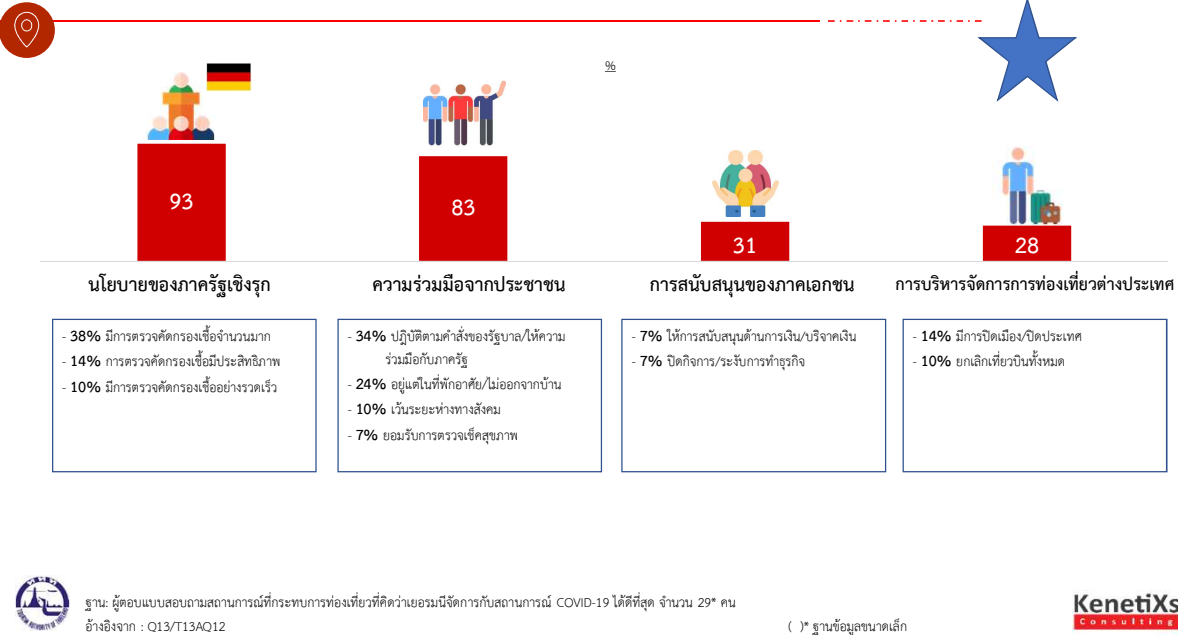 %
93
83
31
28
นโยบายของภาครัฐเชิงรุก
ความร่วมมือจากประชาชน
การสนับสนุนของภาคเอกชน
การบริหารจัดการการท่องเที่ยวต่างประเทศ
- 38% มีการตรวจคัดกรองเชื้อจำนวนมาก
- 14% การตรวจคัดกรองเชื้อมีประสิทธิภาพ
- 10% มีการตรวจคัดกรองเชื้ออย่างรวดเร็ว
- 34% ปฎิบัติตามคำสั่งของรัฐบาล/ให้ความ
ร่วมมือกับภาครัฐ
- 24% อยู่แต่ในที่พักอาศัย/ไม่ออกจากบ้าน
- 10% เว้นระยะห่างทางสังคม
- 7% ยอมรับการตรวจเช็คสุขภาพ
- 7% ให้การสนับสนุนด้านการเงิน/บริจาคเงิน
- 7% ปิดกิจการ/ระงับการทำธุรกิจ
- 14% มีการปิดเมือง/ปิดประเทศ
- 10% ยกเลิกเที่ยวบินทั้งหมด
ททท
TOURISM AUTHORITY OF THAILAND
ฐาน: ผู้ตอบแบบสอบถามสถานการณ์ที่กระทบการท่องเที่ยวที่คิดว่าเยอรมนีจัดการกับสถานการณ์ COVID-19 ได้ดีที่สุด จำนวน 29* คน
อ้างอิงจาก : Q13/T13AQ12
( )* ฐานข้อมูลขนาดเล็ก
KenetiXs
Consulting